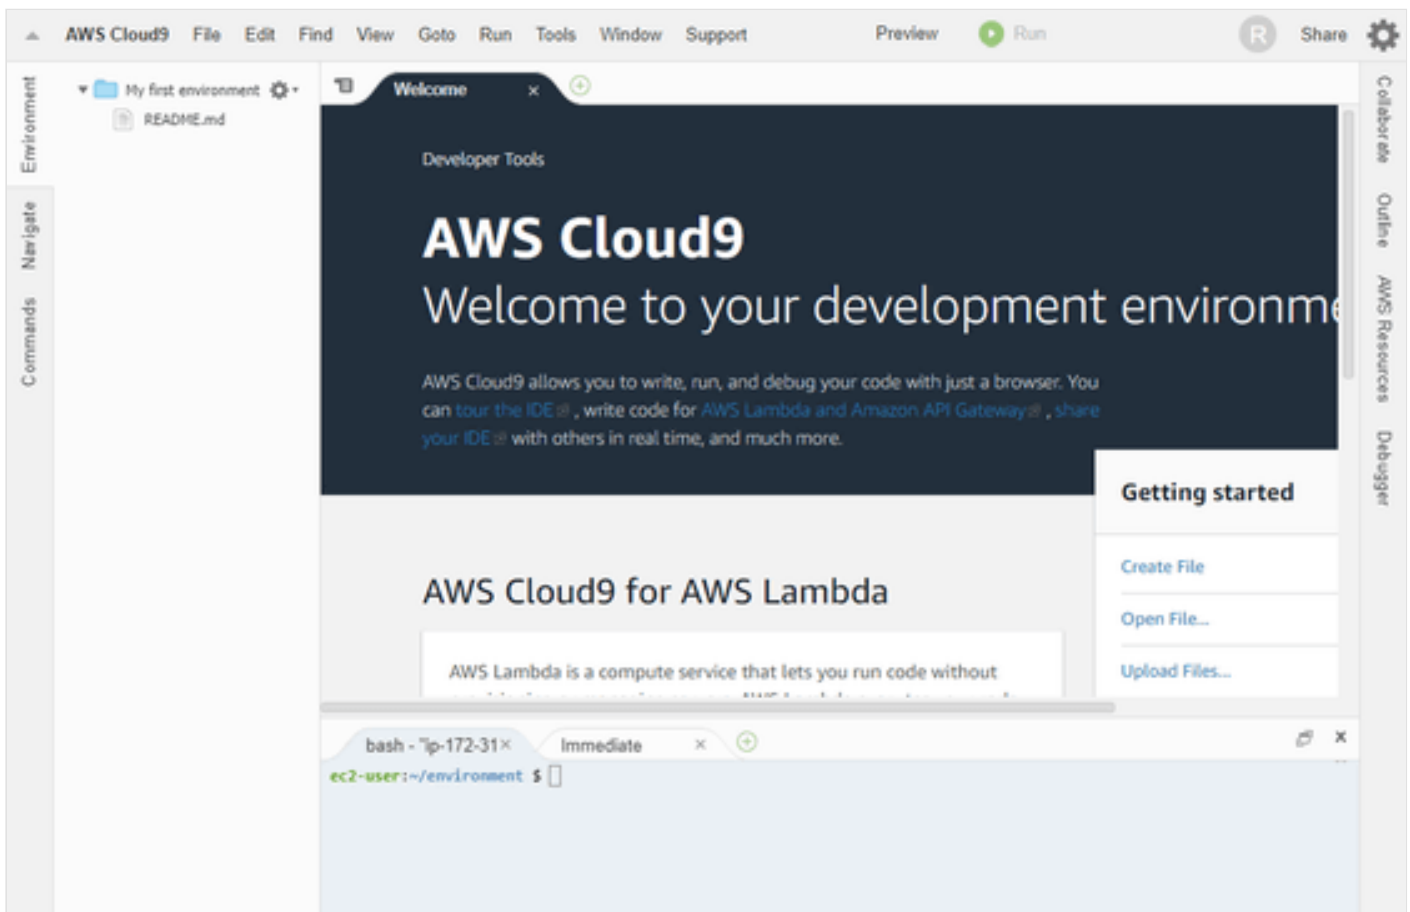 AWS Cloud9 File Edit Find View Goto Run Tools Window Support Preview Run R Share
Environment
Navigate
Commands
My first environment
README.md
Welcome
Developer Tools
AWS Cloud9
Welcome to your development environme
AWS Cloud9 allows you to write, run, and debug your code with just a browser. You
can tour the IDE , write code for AWS Lambda and Amazon API Gateway , share
your IDE with others in real time, and much more.
Getting started
Create File
Open File...
Upload Files...
AWS Cloud9 for AWS Lambda
AWS Lambda is a compute service that lets you run code without
bash - "ip-172-31 Immediate
ec2-user:~/environment $
Collaborate
Outline
AWS Resources
Debugger